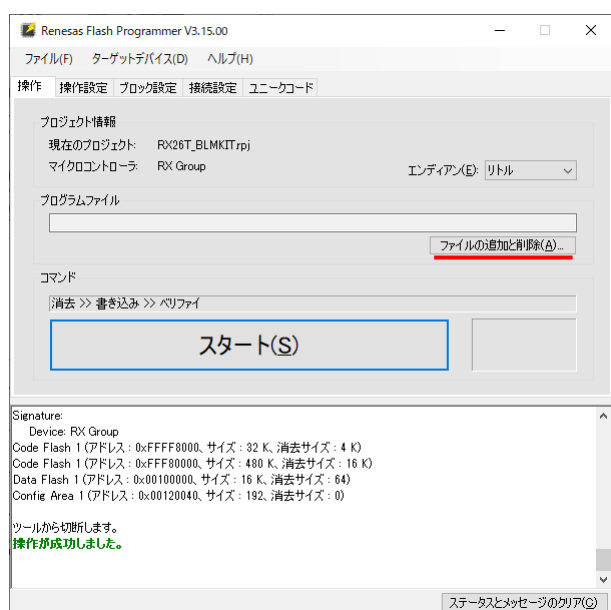 Renesas Flash Programmer V3.15.00
ファイル(F) ターゲットデバイス(D) ヘルプ(H)
操作 操作設定 ブロック設定 接続設定 ユニークコード
プロジェクト情報
現在のプロジェクト: RX26T_BLMKIT.rpj
マイクロコントローラ: RX Group エンディアン(E): リトル
プログラムファイル
ファイルの追加と削除(A)...
コマンド
消去 >> 書き込み >> ベリファイ
スタート(S)
Signature:
Device: RX Group
Code Flash 1 (アドレス : 0xFFFF8000、サイズ : 32 K、消去サイズ : 4 K)
Code Flash 1 (アドレス : 0xFFF80000、サイズ : 480 K、消去サイズ : 16 K)
Data Flash 1 (アドレス : 0x00100000、サイズ : 16 K、消去サイズ : 64)
Config Area 1 (アドレス : 0x00120040、サイズ : 192、消去サイズ : 0)
ツールから切断します。
操作が成功しました。
ステータスとメッセージのクリア(C)